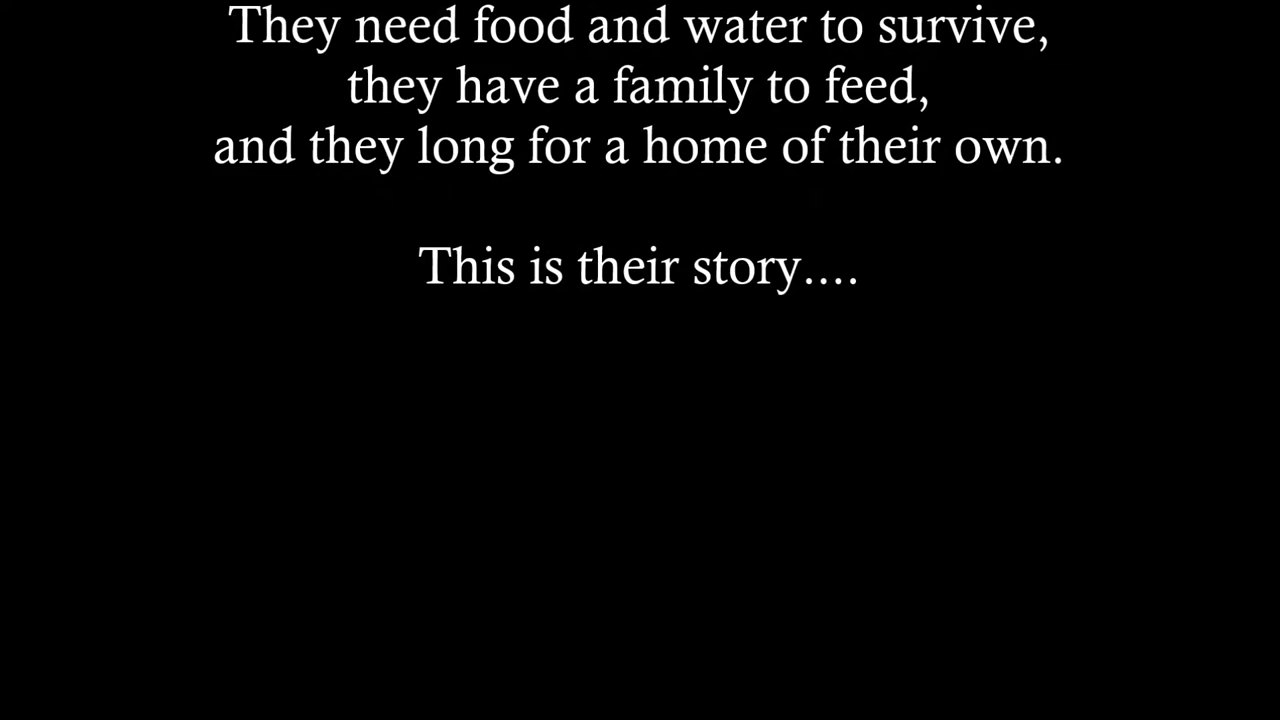 They need food and water to survive,
they have a family to feed,
and they long for a home of their own.
This is their story....